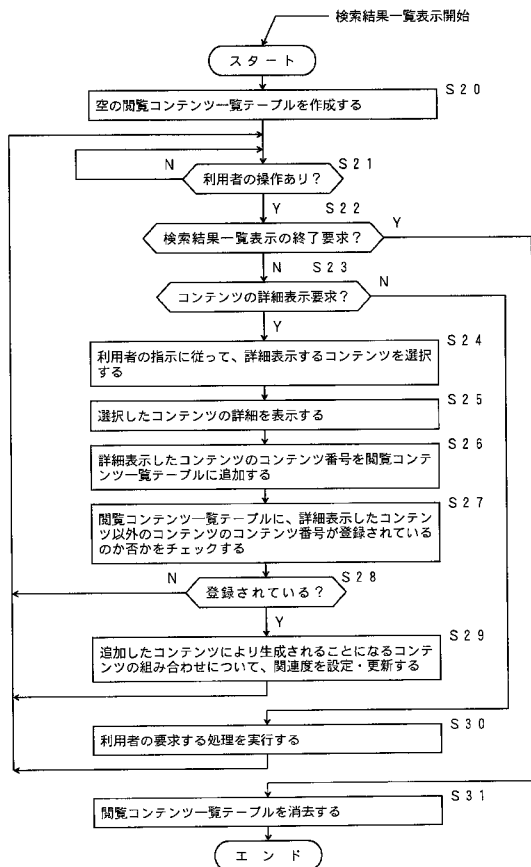 検索結果一覧表示開始
スタート
S20
空の閲覧コンテンツ一覧テーブルを作成する
N
S21
利用者の操作あり?
Y
S22
検索結果一覧表示の終了要求?
Y
N
S23
コンテンツの詳細表示要求?
N
Y
S24
利用者の指示に従って、詳細表示するコンテンツを選択
する
S25
選択したコンテンツの詳細を表示する
S26
詳細表示したコンテンツのコンテンツ番号を閲覧コンテ
ンツ一覧テーブルに追加する
S27
閲覧コンテンツ一覧テーブルに、詳細表示したコンテン
ツ以外のコンテンツのコンテンツ番号が登録されている
のか否かをチェックする
N
S28
登録されている?
Y
S29
追加したコンテンツにより生成されることになるコンテ
ンツの組み合わせについて、関連度を設定・更新する
S30
利用者の要求する処理を実行する
S31
閲覧コンテンツ一覧テーブルを消去する
エンド